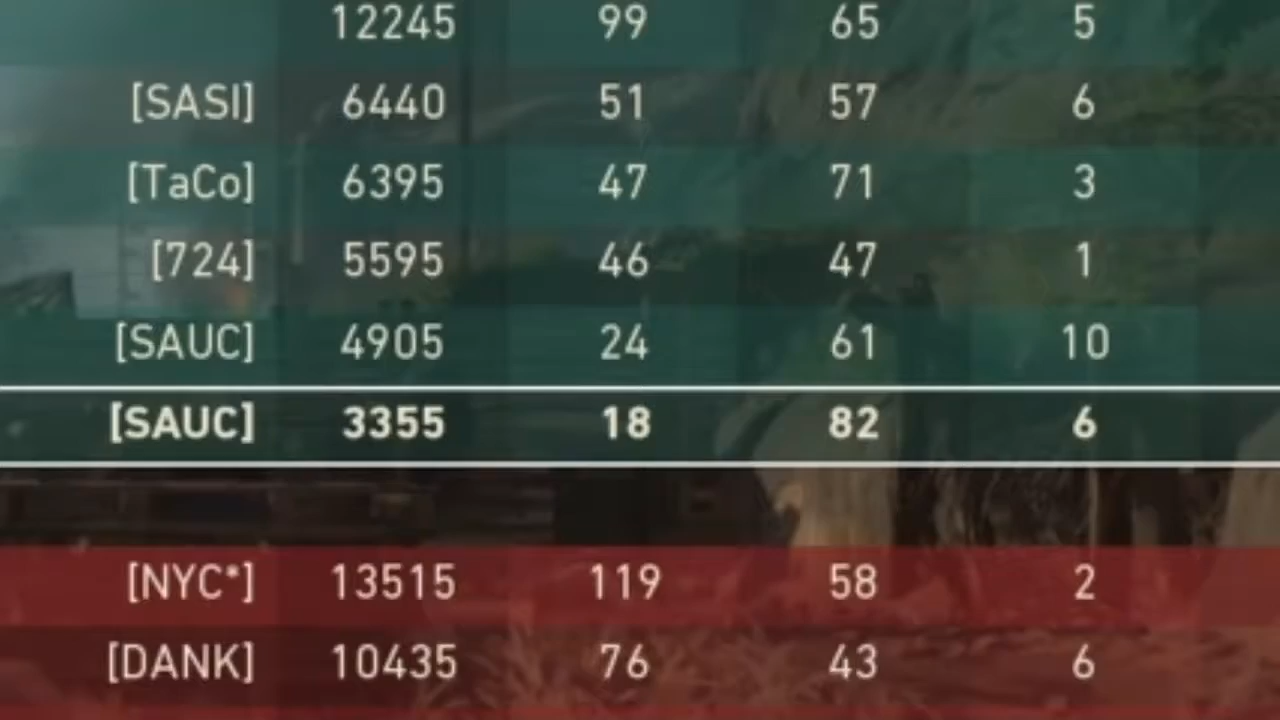 12245 99 65 5
[SASI] 6440 51 57 6
[TaCo] 6395 47 71 3
[724] 5595 46 47 1
[SAUC] 4905 24 61 10
[SAUC] 3355 18 82 6
[NYC*] 13515 119 58 2
[DANK] 10435 76 43 6